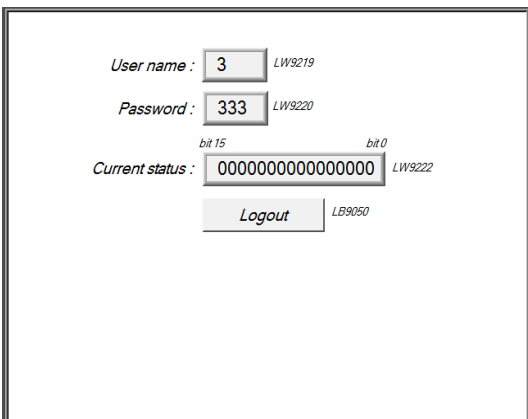 User name : 3 LW9219
Password : 333 LW9220
bit 15 bit 0
Current status : 0000000000000000 LW9222
Logout LB9050